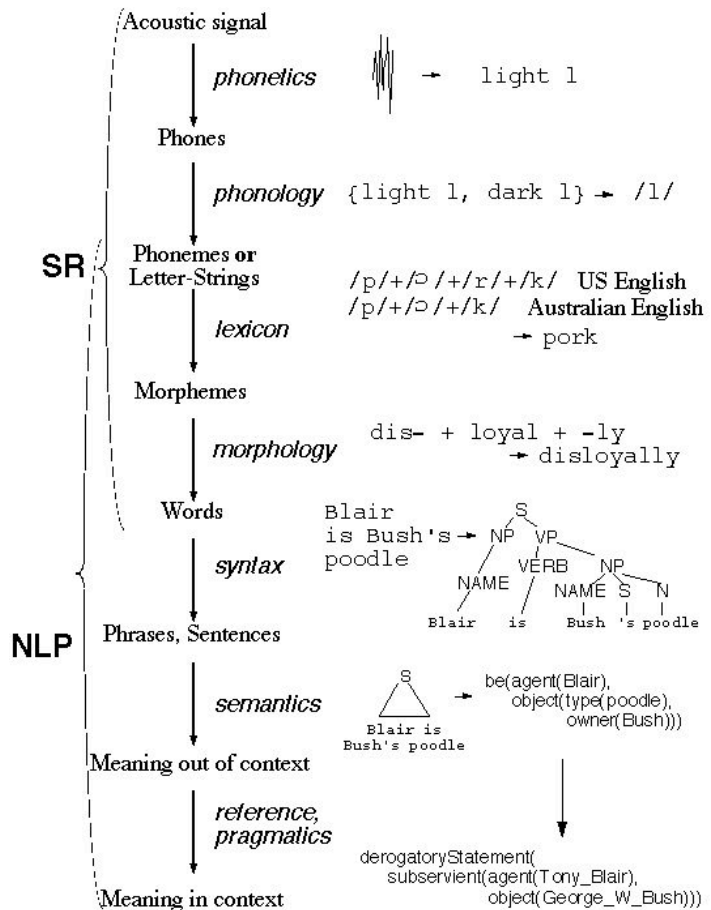 Acoustic signal
phonetics → light l
Phones
phonology {light l, dark l} → /l/
SR
Phonemes or
Letter-Strings
/p/+/ɔ/+/r/+/k/ US English
/p/+/ɔ/+/k/ Australian English
lexicon
→ pork
Morphemes
morphology
dis- + loyal + -ly
→ disloyally
Words
Blair
is Bush's →
poodle
S
NP VP
VERB NP
NAME NAME S N
Blair is Bush 's poodle
syntax
Phrases, Sentences
NLP
semantics
S
Blair is
Bush's poodle
→ be(agent(Blair),
object(type(poodle),
owner(Bush)))
Meaning out of context
reference,
pragmatics
derogatoryStatement(
subservient(agent(Tony_Blair),
object(George_W_Bush)))
Meaning in context